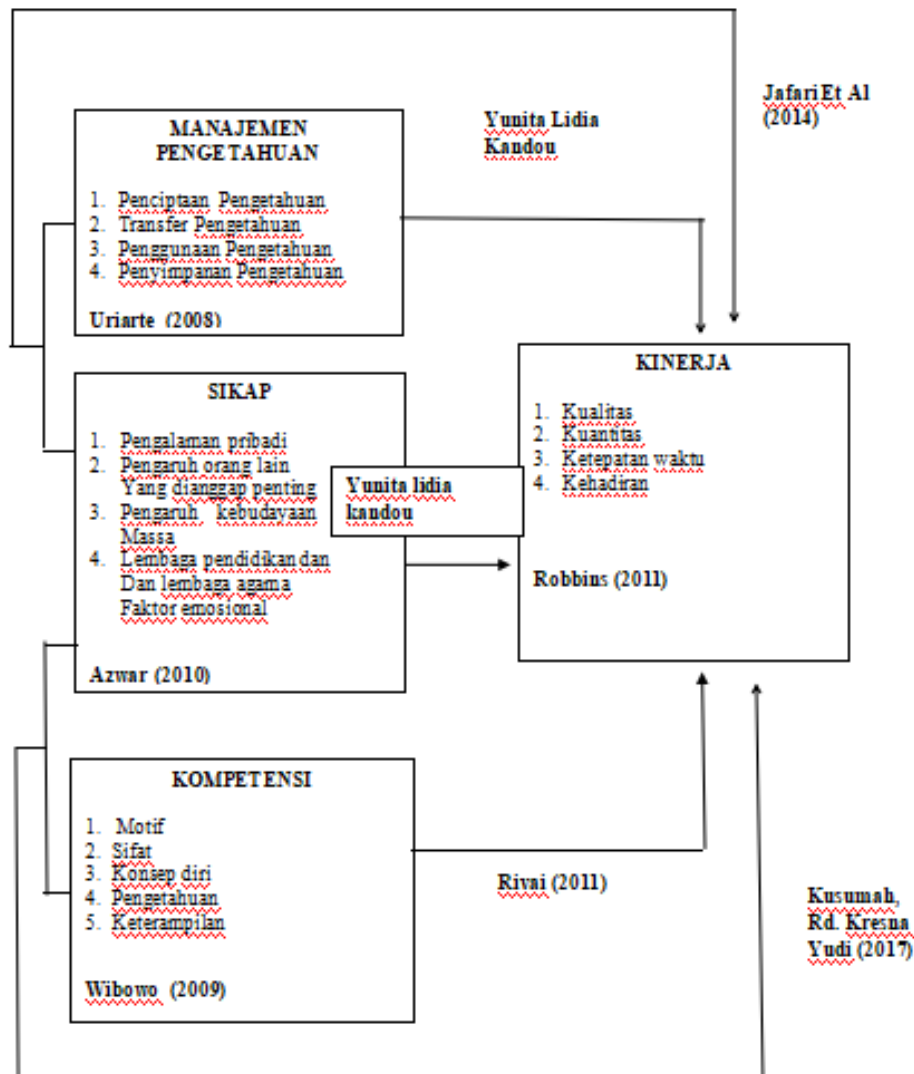 Jafari Et Al
(2014)
Yunita Lidia
Kandou
MANAJEMEN
PENGETAHUAN
1. Penciptaan Pengetahuan
2. Transfer Pengetahuan
3. Penggunaan Pengetahuan
4. Penyimpanan Pengetahuan
Uriarte (2008)
SIKAP
1. Pengalaman pribadi
2. Pengaruh orang lain
Yang dianggap penting
3. Pengaruh kebudayaan
Massa
4. Lembaga pendidikan dan
Dan lembaga agama
Faktor emosional
Azwar (2010)
Yunita lidia
kandou
KINERJA
1. Kualitas
2. Kuantitas
3. Ketepatan waktu
4. Kehadiran
Robbins (2011)
KOMPETENSI
1. Motif
2. Sifat
3. Konsep diri
4. Pengetahuan
5. Keterampilan
Wibowo (2009)
Rivai (2011)
Kusumah,
Rd. Kresna
Yudi (2017)